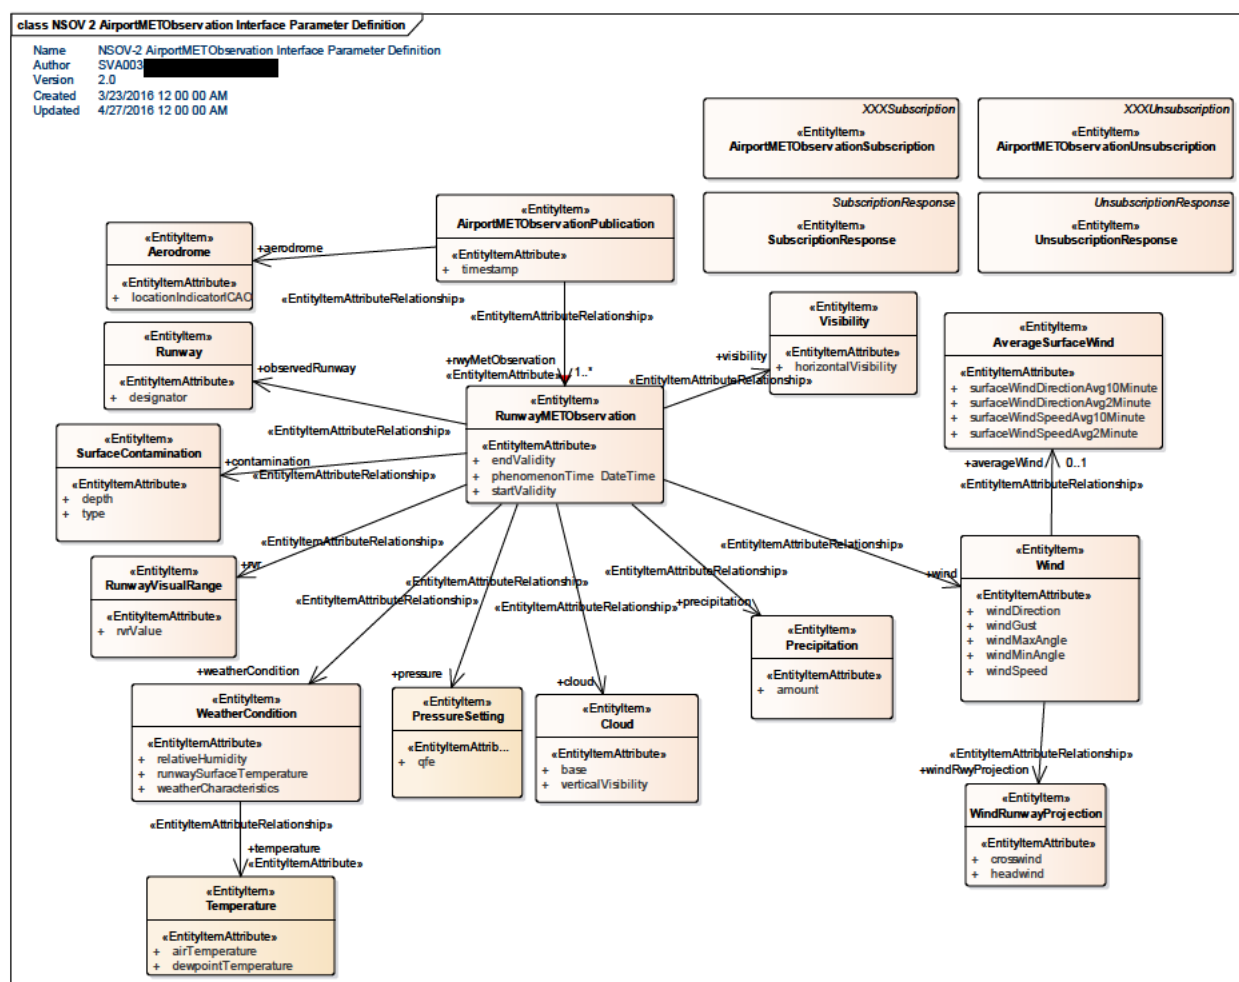 class NSOV 2 AirportMETObservation Interface Parameter Definition
Name NSOV-2 AirportMETObservation Interface Parameter Definition
Author SVA003
Version 2.0
Created 3/23/2016 12 00 00 AM
Updated 4/27/2016 12 00 00 AM
XXXSubscription
«EntityItem»
AirportMETObservationSubscription
XXXUnsubscription
«EntityItem»
AirportMETObservationUnsubscription
SubscriptionResponse
«EntityItem»
SubscriptionResponse
UnsubscriptionResponse
«EntityItem»
UnsubscriptionResponse
«EntityItem»
AirportMETObservationPublication
«EntityItemAttribute»
+ timestamp
«EntityItem»
Aerodrome
«EntityItemAttribute»
+ locationIndicatorICAO
+aerodrome
«EntityItemAttributeRelationship»
«EntityItemAttributeRelationship»
+rwyMetObservation
«EntityItemAttribute»
1..*
«EntityItem»
Runway
«EntityItemAttribute»
+ designator
+observedRunway
«EntityItemAttributeRelationship»
«EntityItem»
Visibility
«EntityItemAttribute»
+ horizontalVisibility
+visibility
«EntityItemAttributeRelationship»
«EntityItem»
AverageSurfaceWind
«EntityItemAttribute»
+ surfaceWindDirectionAvg10Minute
+ surfaceWindDirectionAvg2Minute
+ surfaceWindSpeedAvg10Minute
+ surfaceWindSpeedAvg2Minute
+averageWind
0..1
«EntityItemAttributeRelationship»
«EntityItem»
RunwayMETObservation
«EntityItemAttribute»
+ endValidity
+ phenomenonTime DateTime
+ startValidity
«EntityItem»
SurfaceContamination
«EntityItemAttribute»
+ depth
+ type
+contamination
«EntityItemAttributeRelationship»
«EntityItem»
RunwayVisualRange
«EntityItemAttribute»
+ rvrValue
«EntityItemAttributeRelationship»
+rvr
«EntityItemAttributeRelationship»
+weatherCondition
«EntityItemAttributeRelationship»
+pressure
+cloud
«EntityItemAttributeRelationship»
+precipitation
«EntityItemAttributeRelationship»
+wind
«EntityItem»
Wind
«EntityItemAttribute»
+ windDirection
+ windGust
+ windMaxAngle
+ windMinAngle
+ windSpeed
«EntityItem»
Precipitation
«EntityItemAttribute»
+ amount
«EntityItem»
WeatherCondition
«EntityItemAttribute»
+ relativeHumidity
+ runwaySurfaceTemperature
+ weatherCharacteristics
«EntityItem»
PressureSetting
«EntityItemAttrib...
+ qfe
«EntityItem»
Cloud
«EntityItemAttribute»
+ base
+ verticalVisibility
«EntityItemAttributeRelationship»
+windRwyProjection
«EntityItem»
WindRunwayProjection
«EntityItemAttribute»
+ crosswind
+ headwind
«EntityItemAttributeRelationship»
+temperature
«EntityItemAttribute»
«EntityItem»
Temperature
«EntityItemAttribute»
+ airTemperature
+ dewpointTemperature